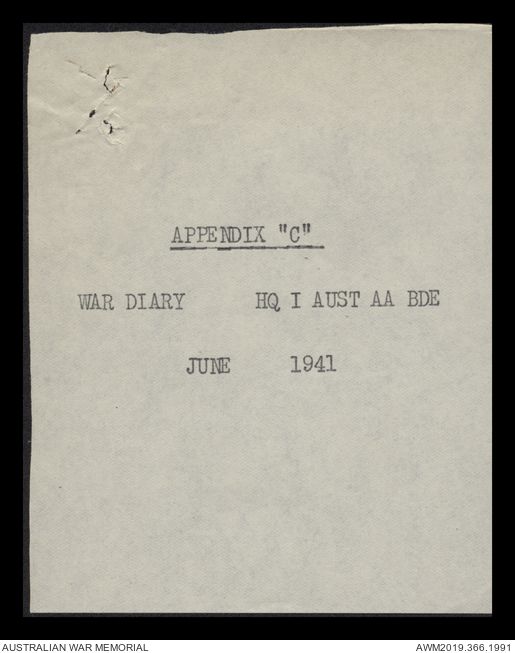 APPENDIX "C"
WAR DIARY HQ I AUST AA BDE
JUNE 1941
AUSTRALIAN WAR MEMORIAL AWM2019.366.1991